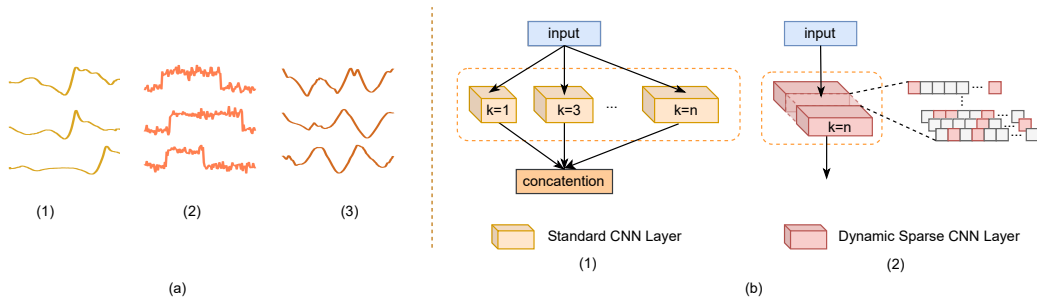 (1)
(2)
(3)
(a)
input
k=1
k=3
...
k=n
concatention
Standard CNN Layer
(1)
input
k=n
...
...
...
Dynamic Sparse CNN Layer
(2)
(b)